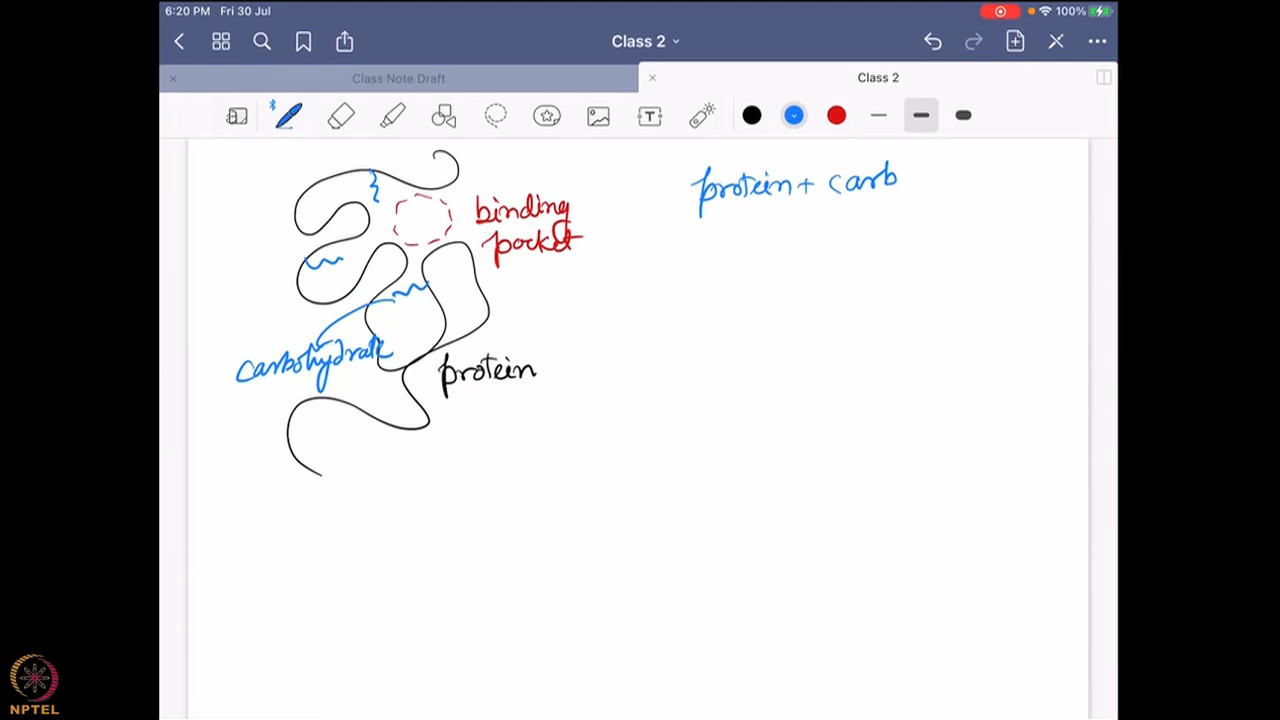 6:20 PM Fri 30 Jul
100%
Class 2
Class Note Draft
Class 2
T
protein + carb
binding
pocket
carbohydrate
protein
NPTEL